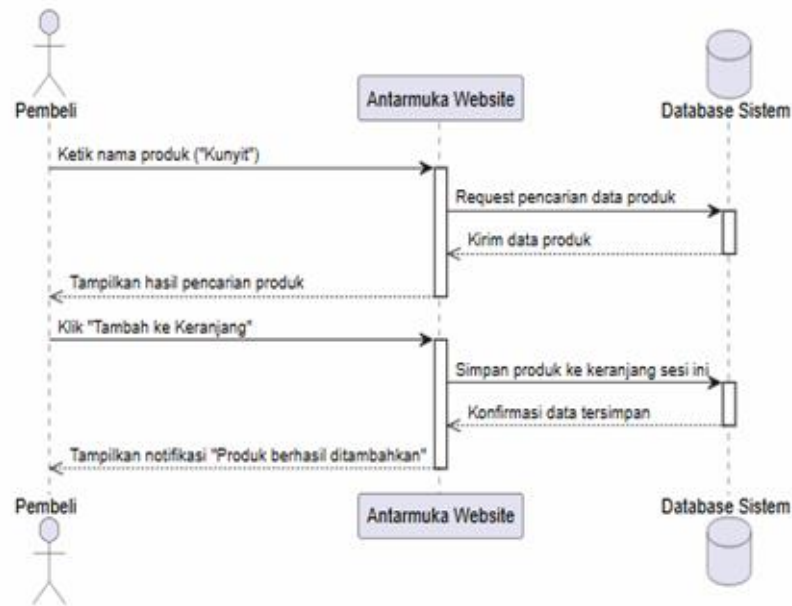 Pembeli
Antarmuka Website
Database Sistem
Ketik nama produk ("Kunyit")
Request pencarian data produk
Kirim data produk
Tampilkan hasil pencarian produk
Klik "Tambah ke Keranjang"
Simpan produk ke keranjang sesi ini
Konfirmasi data tersimpan
Tampilkan notifikasi "Produk berhasil ditambahkan"
Pembeli
Antarmuka Website
Database Sistem